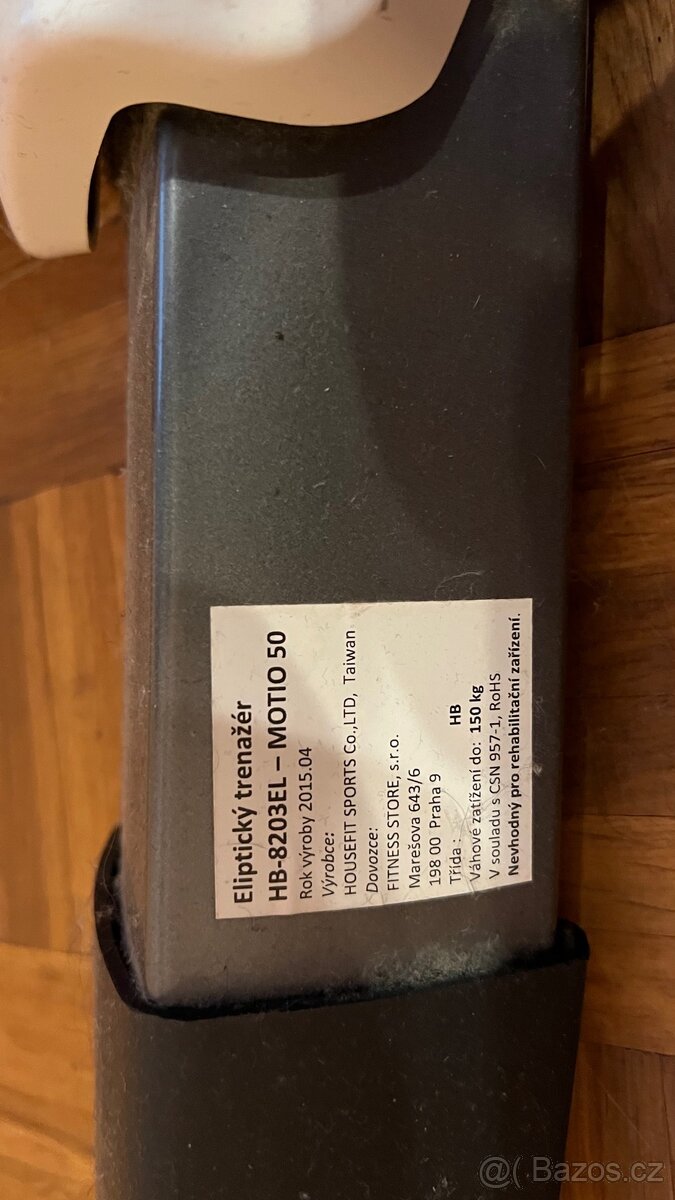 Eliptický trenažér
HB-8203EL – MOTIO 50
Rok výroby 2015.04
Výrobce:
HOUSEFIT SPORTS Co.,LTD, Taiwan
Dovozce:
FITNESS STORE, s.r.o.
Marešova 643/6
198 00 Praha 9
Třída : HB
Váhové zatížení do: 150 kg
V souladu s CSN 957-1, RoHS
Nevhodný pro rehabilitační zařízení.
@( Bazos.cz